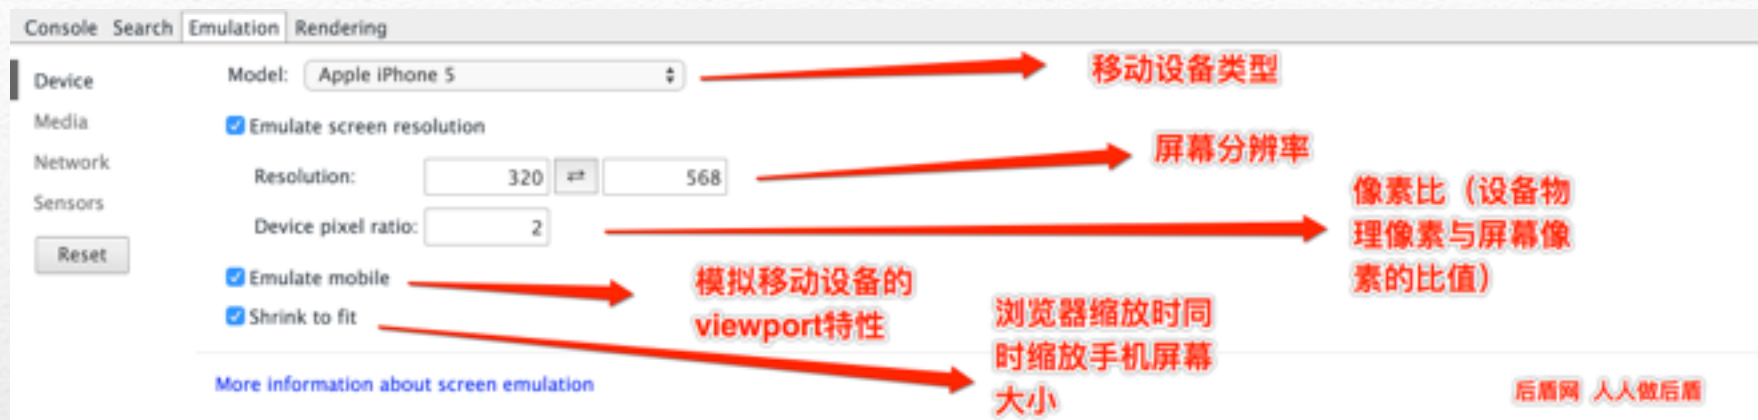 Console Search Emulation Rendering
Device
Media
Network
Sensors
Reset
Model: Apple iPhone 5
移动设备类型
Emulate screen resolution
Resolution: 320 ⇄ 568
屏幕分辨率
Device pixel ratio: 2
像素比（设备物
理像素与屏幕像
素的比值）
Emulate mobile
模拟移动设备的
viewport特性
Shrink to fit
浏览器缩放时同
时缩放手机屏幕
大小
More information about screen emulation
后盾网 人人做后盾